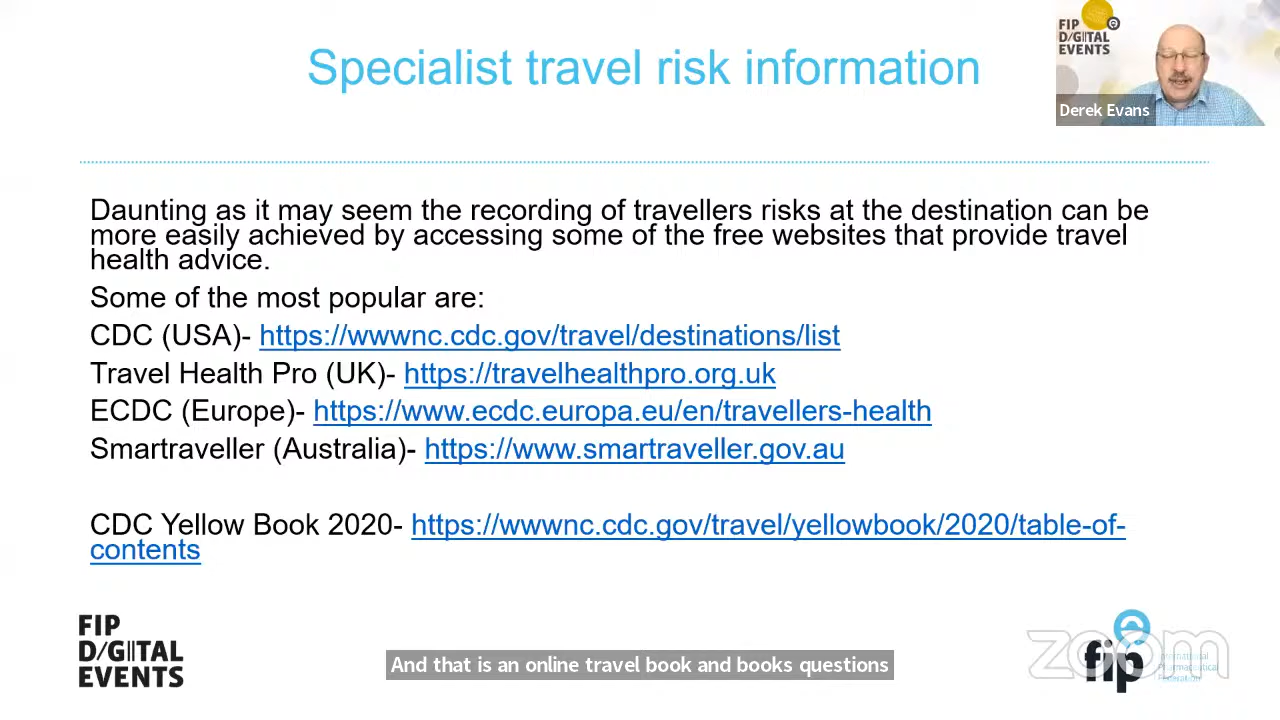 Specialist travel risk information
FIP
D/GITAL
EVENTS
Derek Evans
Daunting as it may seem the recording of travellers risks at the destination can be
more easily achieved by accessing some of the free websites that provide travel
health advice.
Some of the most popular are:
CDC (USA)- https://wwwnc.cdc.gov/travel/destinations/list
Travel Health Pro (UK)- https://travelhealthpro.org.uk
ECDC (Europe)- https://www.ecdc.europa.eu/en/travellers-health
Smartraveller (Australia)- https://www.smartraveller.gov.au
CDC Yellow Book 2020- https://wwwnc.cdc.gov/travel/yellowbook/2020/table-of-
contents
FIP
D/GITAL
EVENTS
And that is an online travel book and books questions
zoom
fip
International
Pharmaceutical
Federation